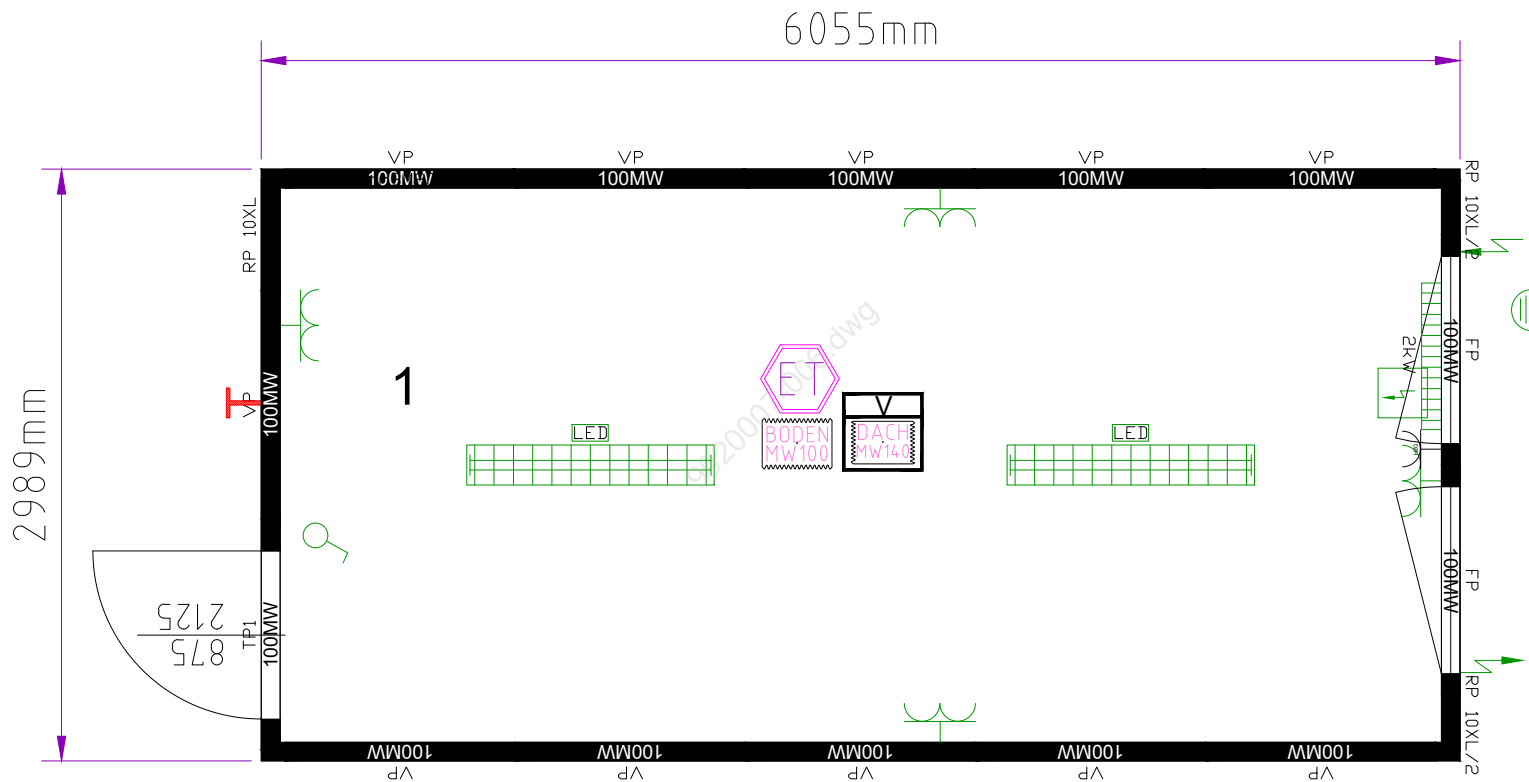 6055mm
VP VP VP VP VP
100MW 100MW 100MW 100MW 100MW
RP 10XL/2
RP 10XL
2989mm
VP
100MW
1
ET
V
BODEN
MW100
DACH
MW140
LED
LED
2kW
100MW
FP
100MW
FP
2125
875
TP1
100MW
RP 10XL/2
100MW 100MW 100MW 100MW 100MW
VP VP VP VP VP